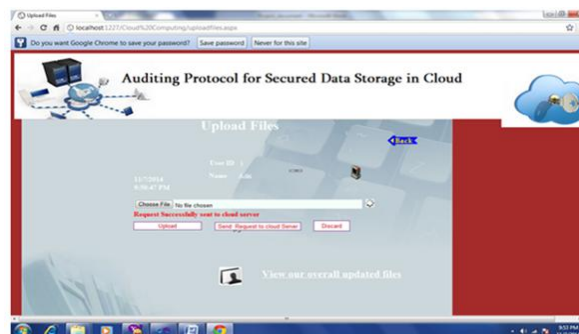 Upload Files
localhost:1227/Cloud%20Computing/uploadfiles.aspx
Do you want Google Chrome to save your password? Save password Never for this site
Auditing Protocol for Secured Data Storage in Cloud
Upload Files
Back
User ID :
11/7/2014
Name
Choose File No file chosen
Request Successfully sent to cloud server
Upload Send Request to cloud Server Discard
View our overall updated files
9:51 PM